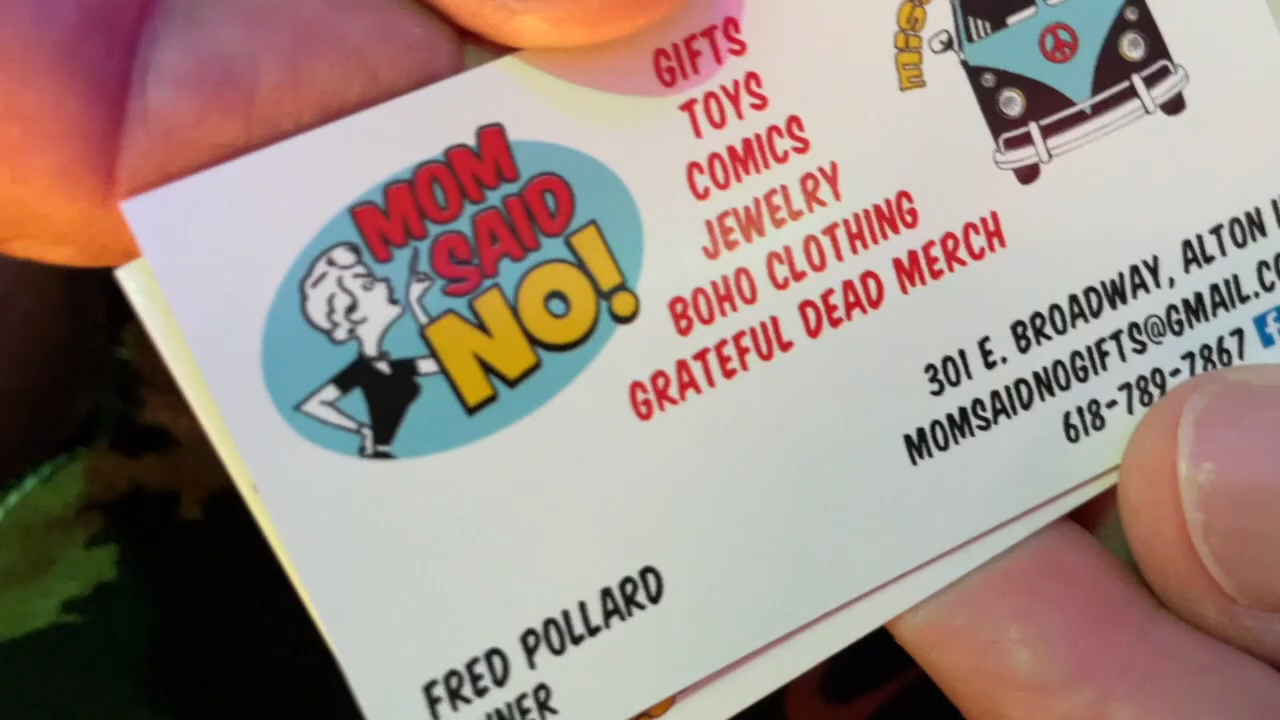 MOM
SAID
NO!
GIFTS
TOYS
COMICS
JEWELRY
BOHO CLOTHING
GRATEFUL DEAD MERCH
301 E. BROADWAY, ALTON
MOMSAIDNOGIFTS@GMAIL.CO
618-789-7867
FRED POLLARD